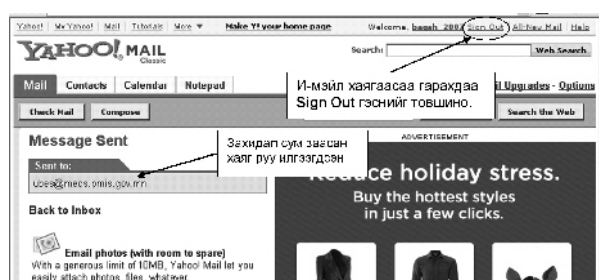 Yahoo! My Yahoo! Mail Tutorials More ▼ Make Y! your home page Welcome, Sign Out All-New Mail Help
YAHOO! MAIL
Classic
Search: Web Search
Mail Contacts Calendar Notepad
И-мэйл хаягаасаа гарахдаа
Sign Out гэснийг товшино.
Mail Upgrades - Options
Check Mail Compose
Search the Web
Message Sent
Захидал
заасан
хаяг руу илгээгдсэн
ADVERTISEMENT
Sent to:
Reduce holiday stress.
Buy the hottest styles
in just a few clicks.
Back to Inbox
Email photos (with room to spare)
With a generous limit of 10MB, Yahoo! Mail let you
easily attach photos, files, whatever